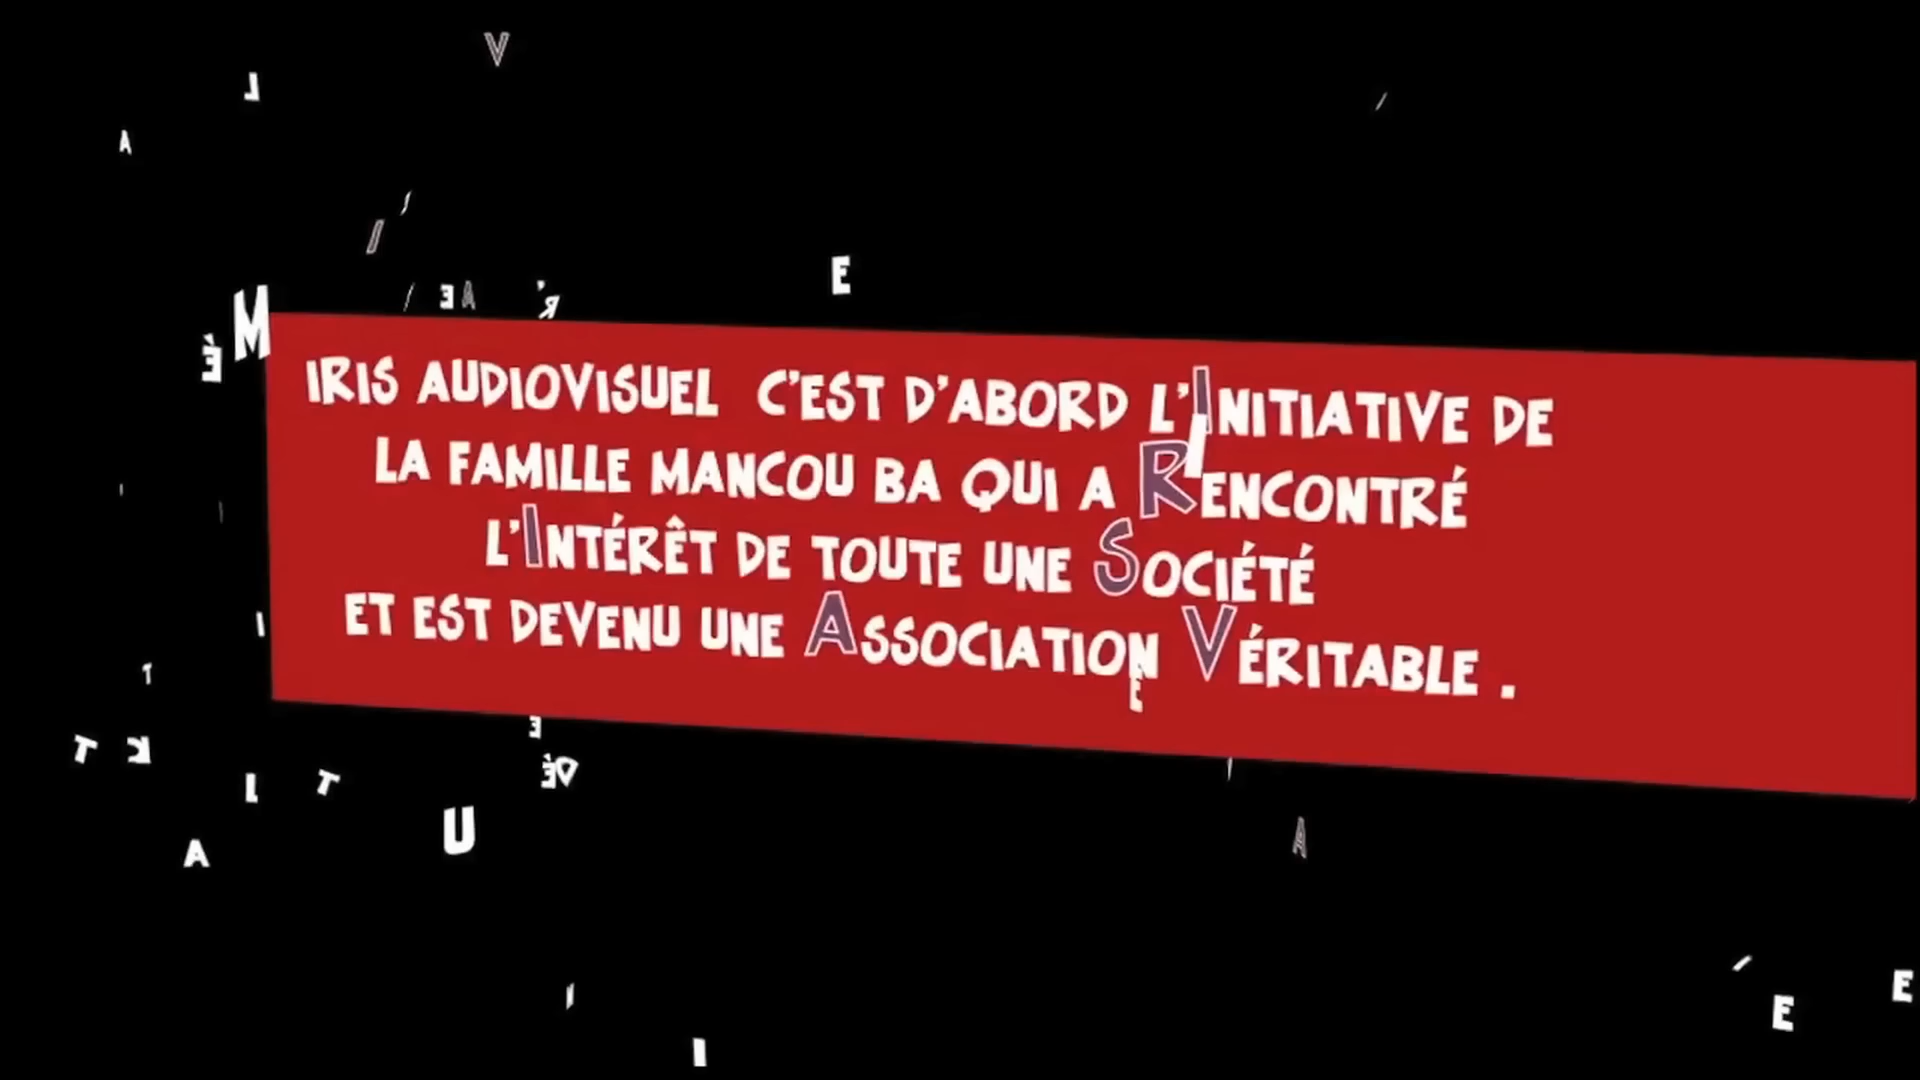 IRIS AUDIOVISUEL C'EST D'ABORD L'INITIATIVE DE
LA FAMILLE MANCOU BA QUI A RENCONTRÉ
L'INTÉRÊT DE TOUTE UNE SOCIÉTÉ
ET EST DEVENU UNE ASSOCIATION VÉRITABLE .